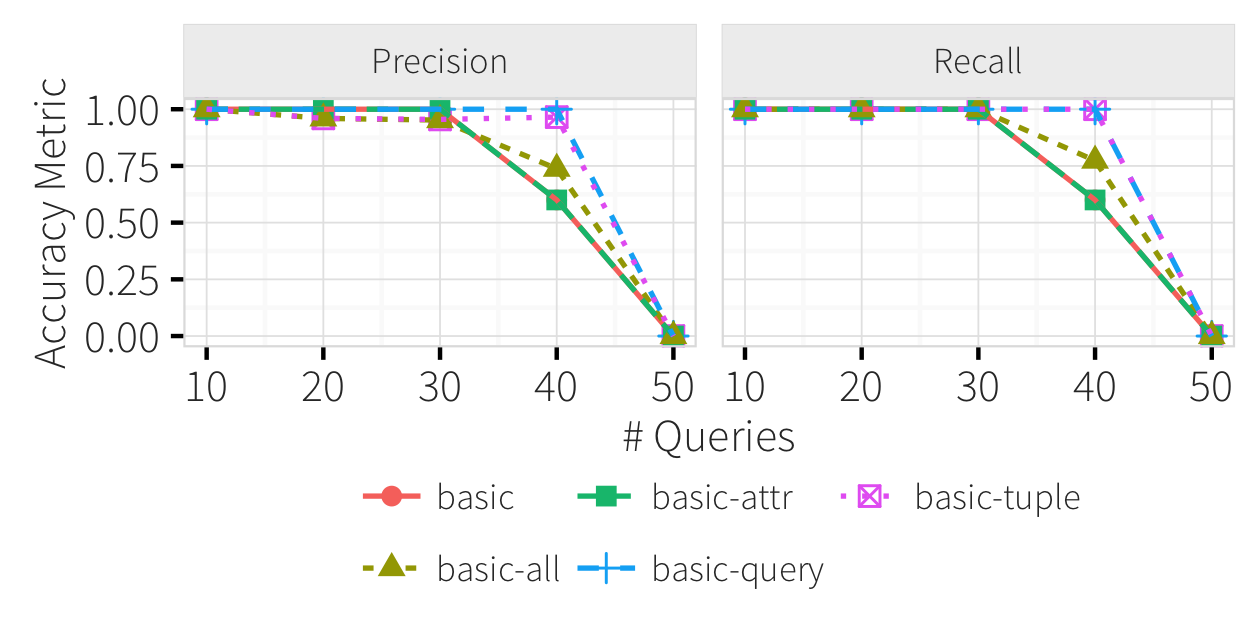 Precision
Recall
Accuracy Metric
1.00
0.75
0.50
0.25
0.00
10 20 30 40 50
10 20 30 40 50
# Queries
basic
basic-attr
basic-tuple
basic-all
basic-query